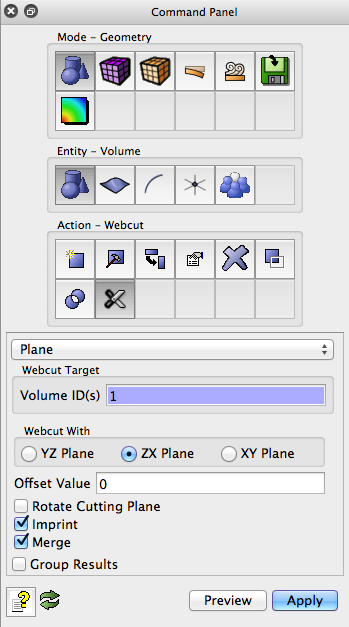 Command Panel
Mode - Geometry
Entity - Volume
Action - Webcut
Plane
Webcut Target
Volume ID(s) 1
Webcut With
YZ Plane ZX Plane XY Plane
Offset Value 0
Rotate Cutting Plane
Imprint
Merge
Group Results
? Preview Apply